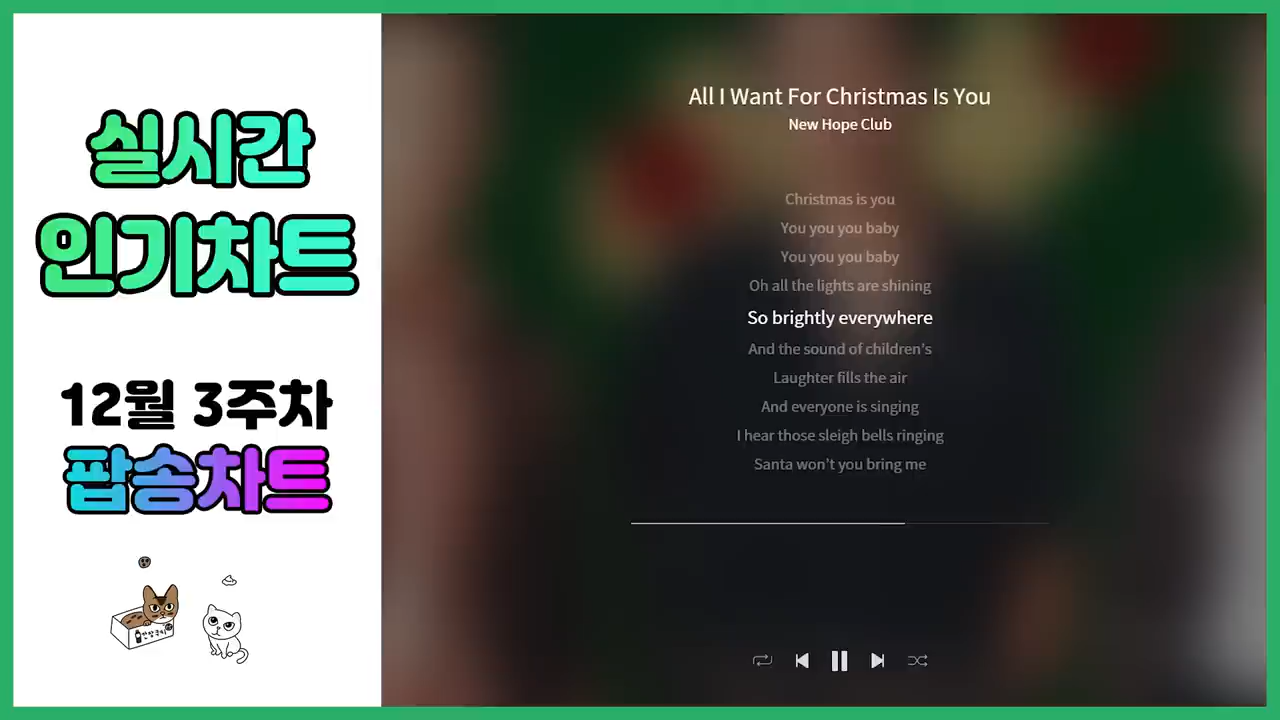 실시간
인기차트
12월 3주차
팝송차트
All I Want For Christmas Is You
New Hope Club
Christmas is you
You you you baby
You you you baby
Oh all the lights are shining
So brightly everywhere
And the sound of children's
Laughter fills the air
And everyone is singing
I hear those sleigh bells ringing
Santa won't you bring me